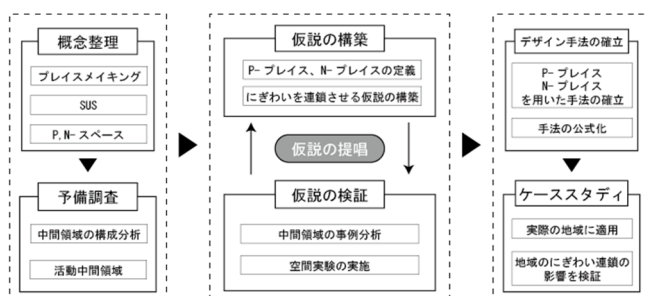 概念整理
プレイスメイキング
SUS
P,N-スペース
予備調査
中間領域の構成分析
活動中間領域
仮説の構築
P-プレイス、N-プレイスの定義
にぎわいを連鎖させる仮説の構築
仮説の提唱
仮説の検証
中間領域の事例分析
空間実験の実施
デザイン手法の確立
P-プレイス
N-プレイス
を用いた手法の確立
手法の公式化
ケーススタディ
実際の地域に適用
地域のにぎわい連鎖の
影響を検証